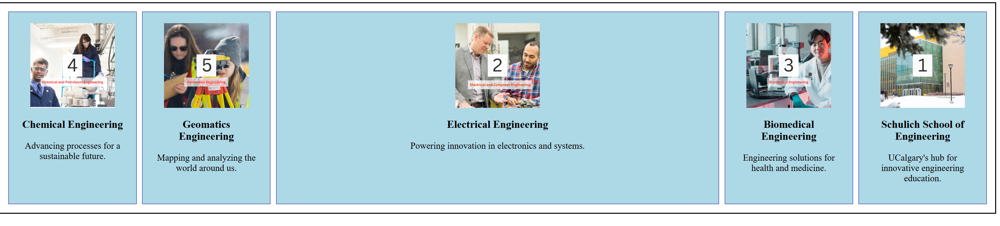 4
Chemical and Petroleum Engineering
Chemical Engineering
Advancing processes for a
sustainable future.
5
Geomatics Engineering
Geomatics
Engineering
Mapping and analyzing the
world around us.
2
Electrical and Computer Engineering
Electrical Engineering
Powering innovation in electronics and systems.
3
Biomedical Engineering
Biomedical
Engineering
Engineering solutions for
health and medicine.
1
Schulich School of
Engineering
UCalgary's hub for
innovative engineering
education.